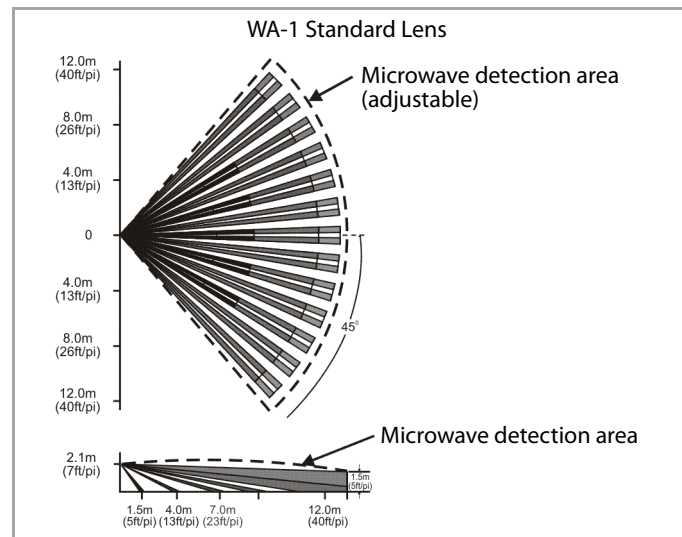 WA-1 Standard Lens
12.0m
(40ft/pi)
Microwave detection area
(adjustable)
8.0m
(26ft/pi)
4.0m
(13ft/pi)
0
4.0m
(13ft/pi)
45°
8.0m
(26ft/pi)
12.0m
(40ft/pi)
Microwave detection area
2.1m
(7ft/pi)
1.5m
(5ft/pi)
1.5m 4.0m 7.0m 12.0m
(5ft/pi) (13ft/pi) (23ft/pi) (40ft/pi)